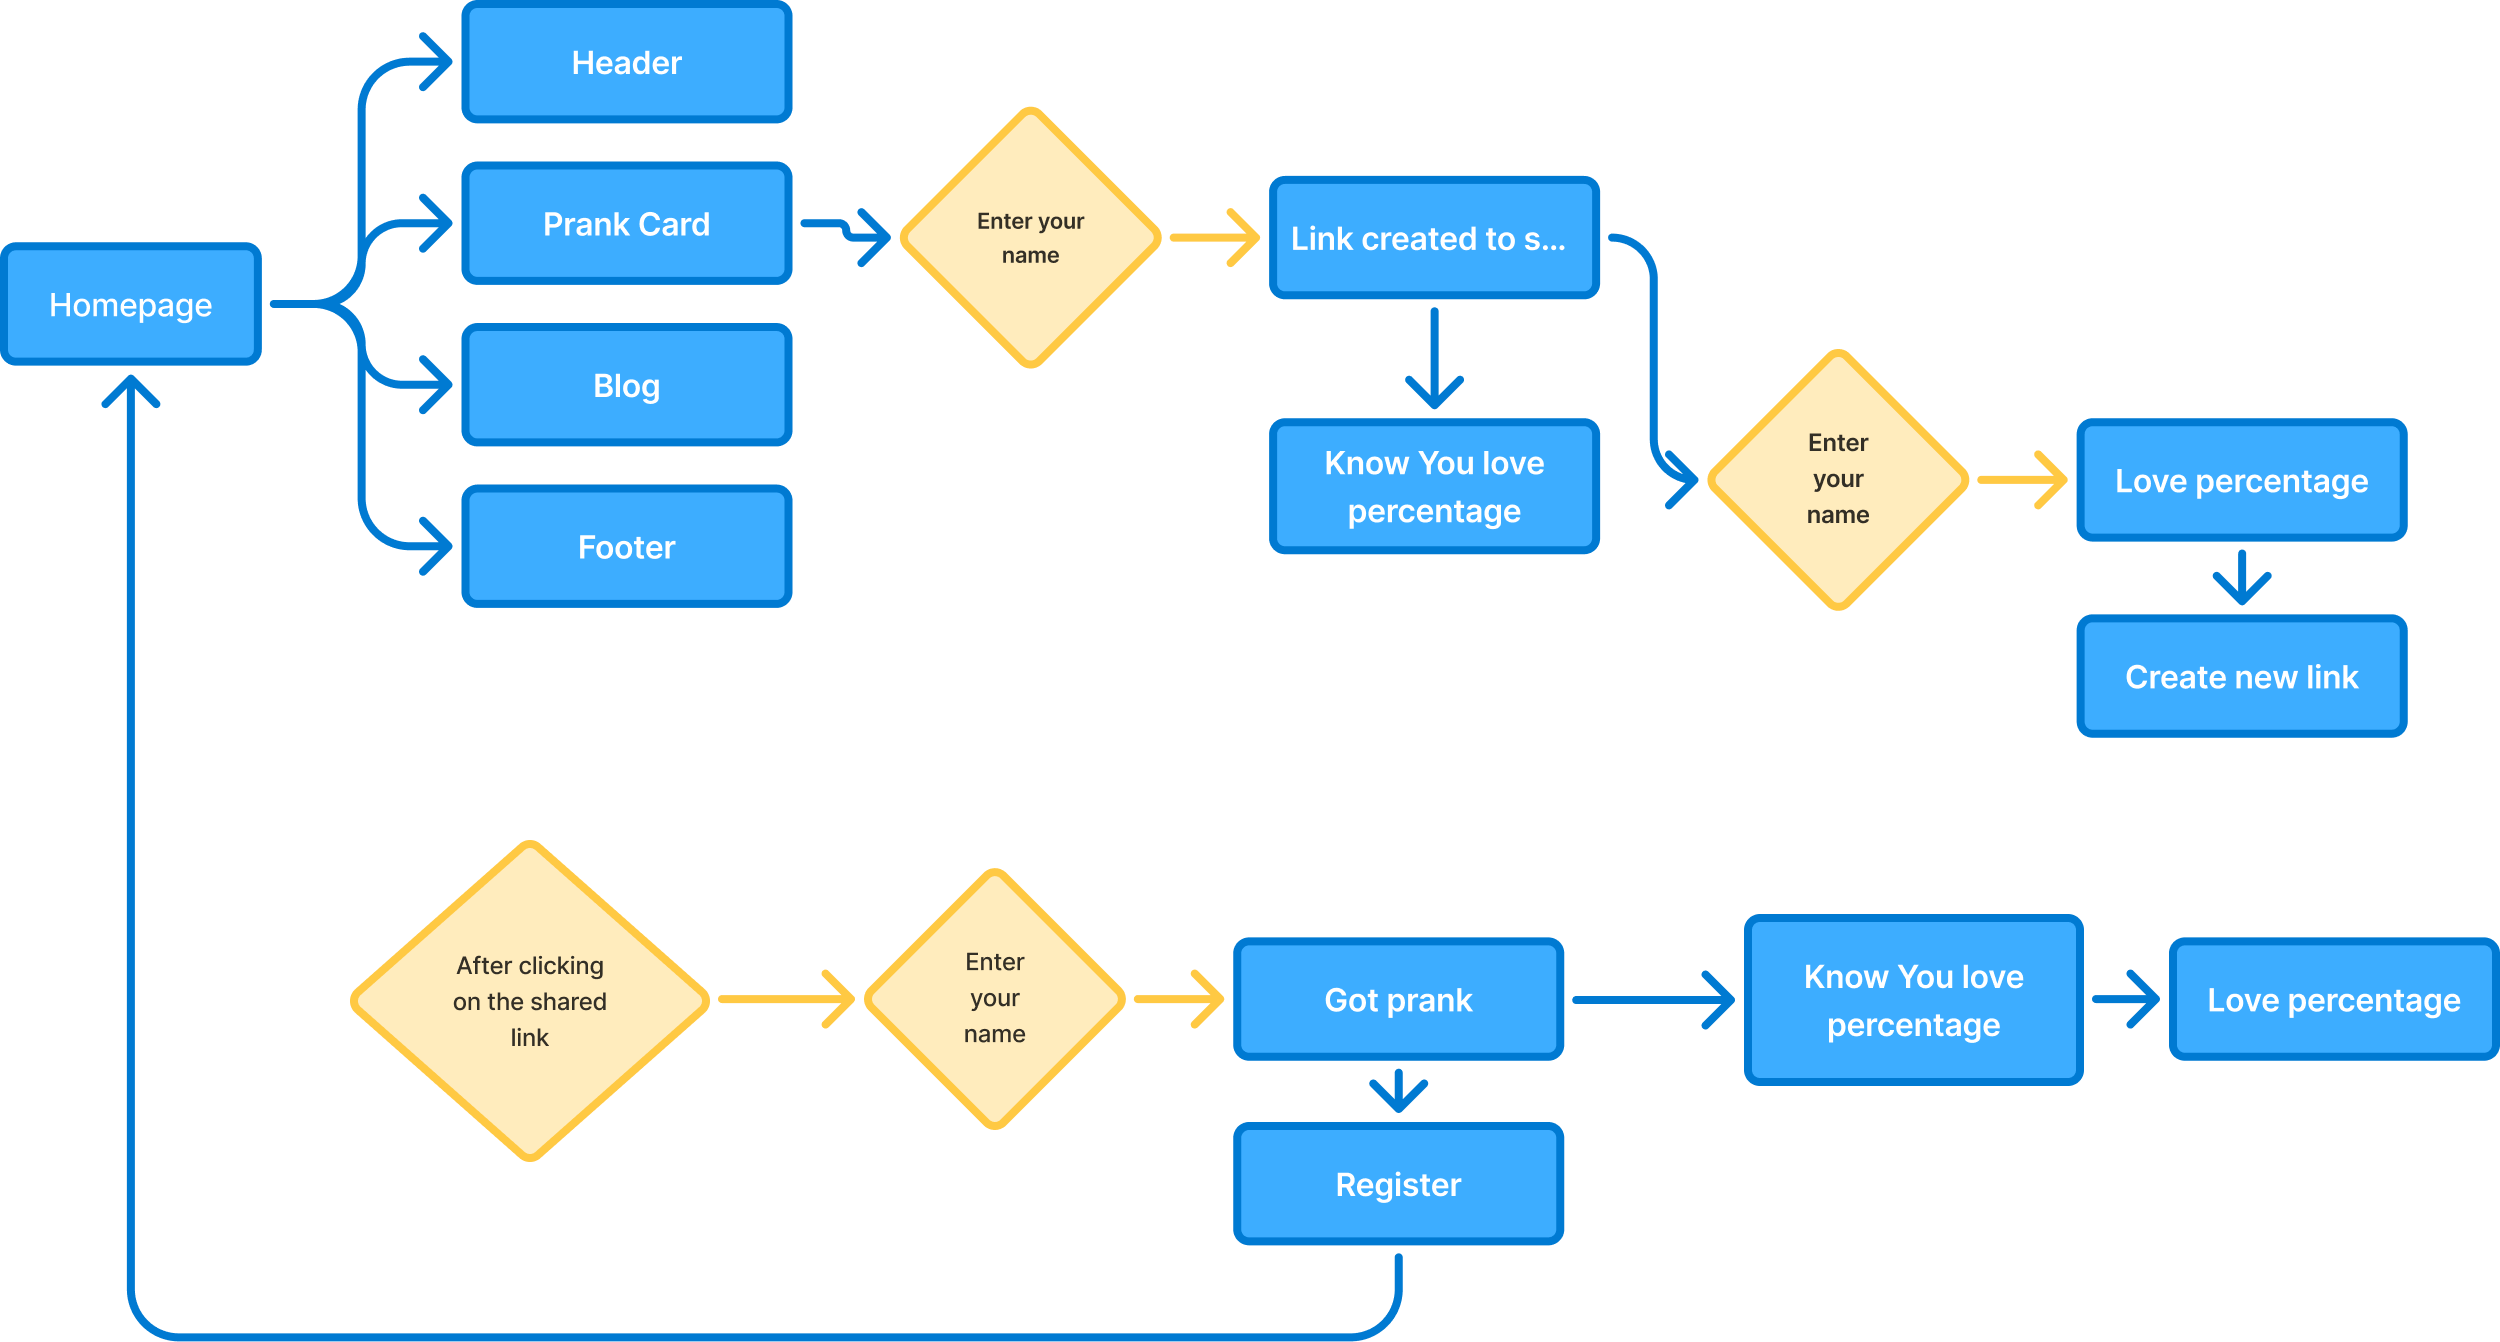 Homepage
Header
Prank Card
Blog
Footer
Enter your
name
Link Created to s...
Know You love
percentage
Enter
your
name
Love percentage
Create new link
After clicking
on the shared
link
Enter
your
name
Got prank
Register
Know You love
percentage
Love percentage